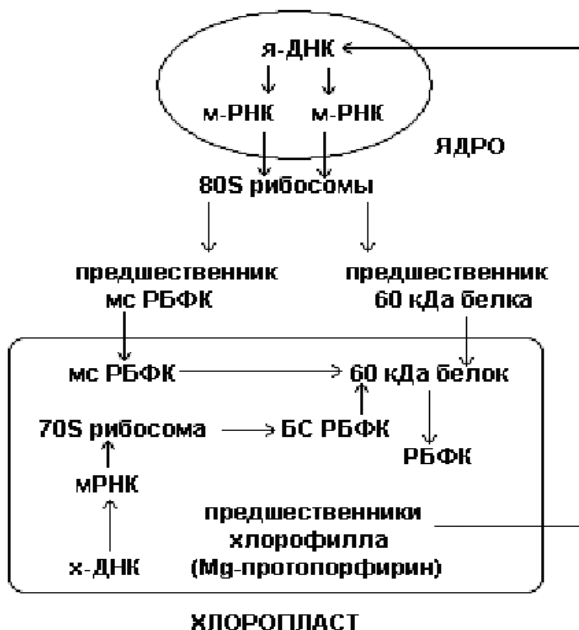 я-ДНК
м-РНК м-РНК
ЯДРО
80S рибосомы
предшественник предшественник
мс РБФК 60 кДа белка
мс РБФК 60 кДа белок
70S рибосома БС РБФК
РБФК
мРНК
предшественники
хлорофилла
х-ДНК (Mg-протопорфирин)
ХЛОРОПЛАСТ